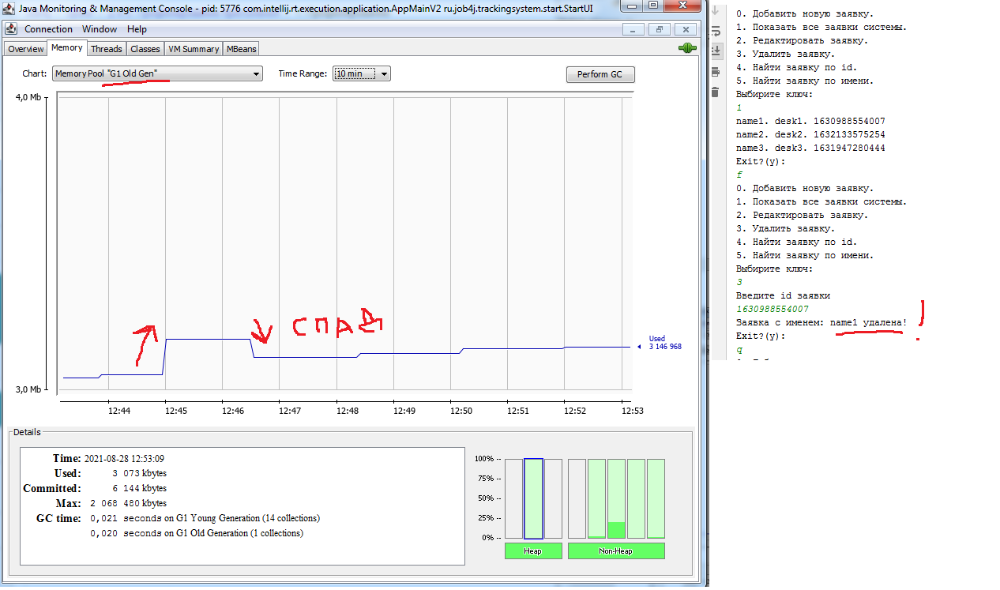 Java Monitoring & Management Console - pid: 5776 com.intellij.rt.execution.application.AppMainV2 ru.job4j.trackingsystem.start.StartUI
Connection Window Help
Overview Memory Threads Classes VM Summary MBeans
Chart: Memory Pool "G1 Old Gen" Time Range: 10 min Perform GC
4,0 Mb
СПАД
Used
3 146 968
3,0 Mb
12:44 12:45 12:46 12:47 12:48 12:49 12:50 12:51 12:52 12:53
Details
Time: 2021-08-28 12:53:09
Used: 3 073 kbytes
Committed: 6 144 kbytes
Max: 2 068 480 kbytes
GC time: 0,021 seconds on G1 Young Generation (14 collections)
0,020 seconds on G1 Old Generation (1 collections)
100% --
75% --
50% --
25% --
0% --
Heap Non-Heap
0. Добавить новую заявку.
1. Показать все заявки системы.
2. Редактировать заявку.
3. Удалить заявку.
4. Найти заявку по id.
5. Найти заявку по имени.
Выбирите ключ:
1
name1. desk1. 1630988554007
name2. desk2. 1632133575254
name3. desk3. 1631947280444
Exit?(y):
f
0. Добавить новую заявку.
1. Показать все заявки системы.
2. Редактировать заявку.
3. Удалить заявку.
4. Найти заявку по id.
5. Найти заявку по имени.
Выбирите ключ:
3
Введите id заявки
1630988554007
Заявка с именем: name1 удалена! !
Exit?(y):
q